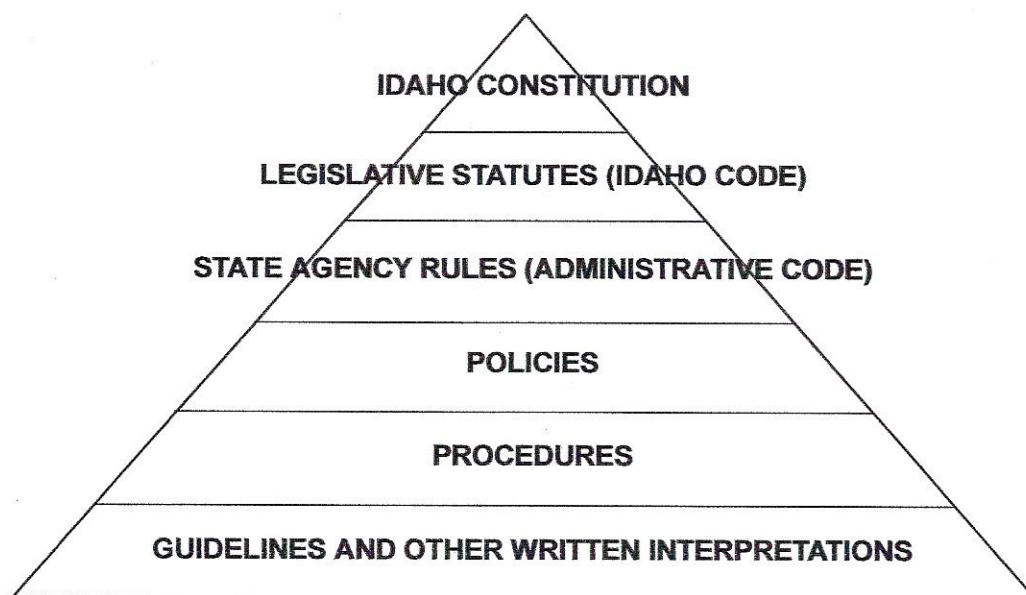 IDAHO CONSTITUTION
LEGISLATIVE STATUTES (IDAHO CODE)
STATE AGENCY RULES (ADMINISTRATIVE CODE)
POLICIES
PROCEDURES
GUIDELINES AND OTHER WRITTEN INTERPRETATIONS